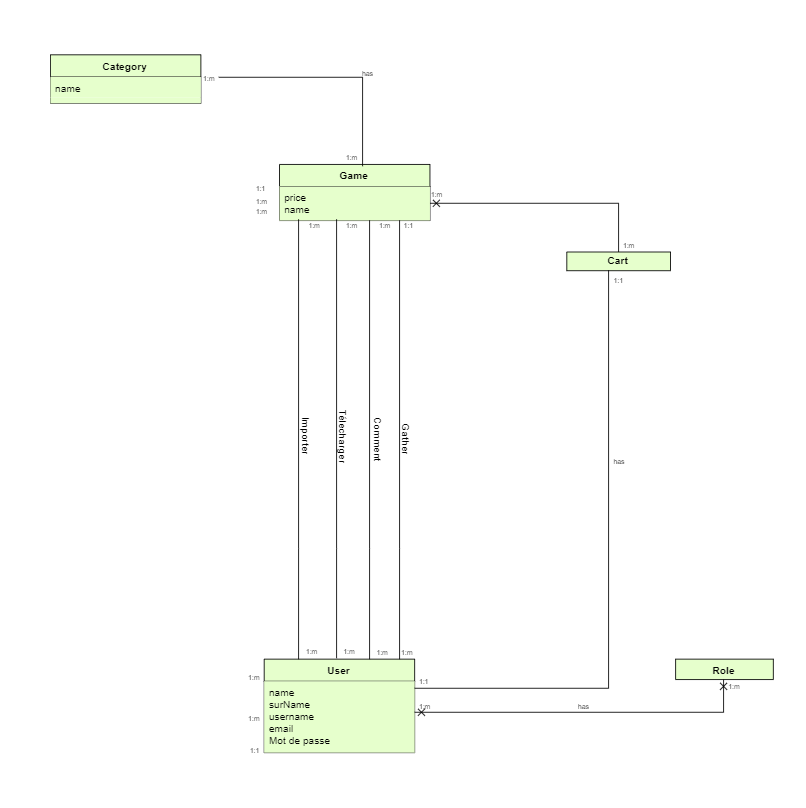 Category
1:m
has
name
1:m
Game
1:1
price
1:m
1:m
name
1:m
1:m
1:m
1:m
1:1
1:m
Cart
1:1
Importer
Télecharger
Comment
Gather
has
1:m
1:m
1:m
1:m
User
Role
1:m
1:1
1:m
name
surName
1:m
has
username
1:m
email
Mot de passe
1:1